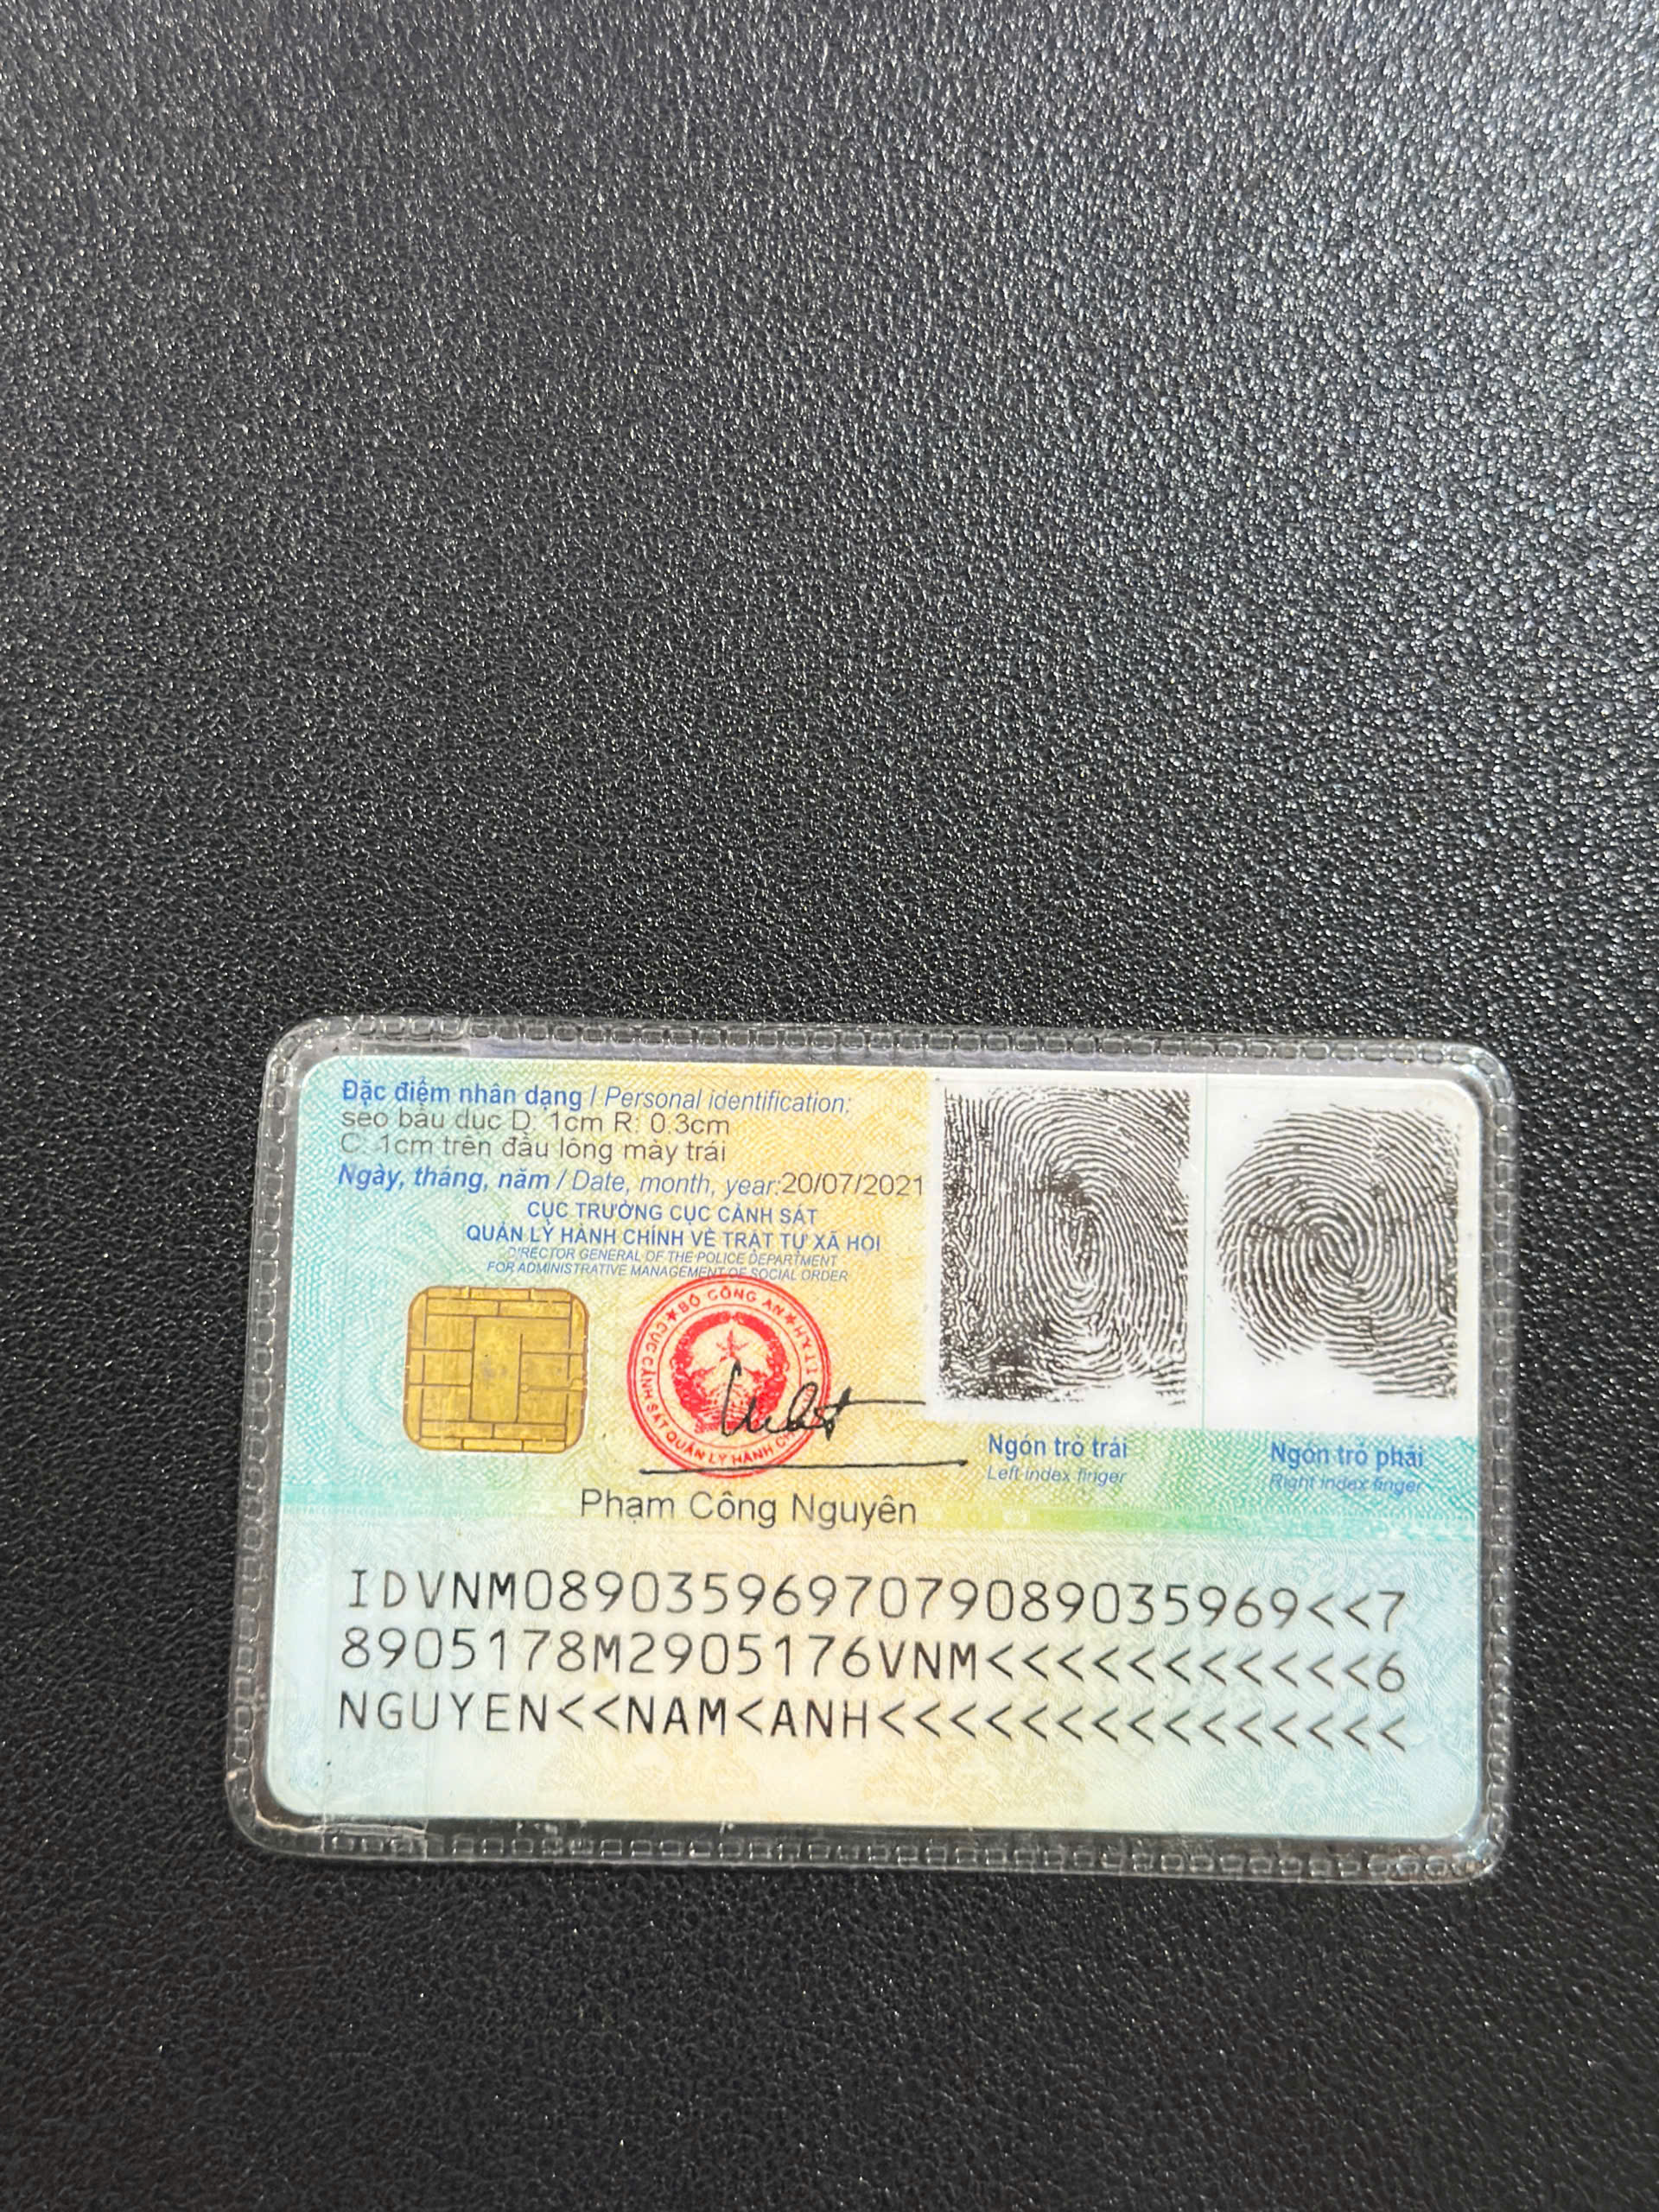 Đặc điểm nhân dạng / Personal identification:
sẹo bầu dục D: 1cm R: 0.3cm
C: 1cm trên đầu lông mày trái
Ngày, tháng, năm / Date, month, year:20/07/2021
CỤC TRƯỞNG CỤC CẢNH SÁT
QUẢN LÝ HÀNH CHÍNH VỀ TRẬT TỰ XÃ HỘI
DIRECTOR GENERAL OF THE POLICE DEPARTMENT
FOR ADMINISTRATIVE MANAGEMENT OF SOCIAL ORDER
BỘ CÔNG AN
CỤC CẢNH SÁT QUẢN LÝ HÀNH
Ngón trỏ trái
Left index finger
Ngón trỏ phải
Right index finger
Phạm Công Nguyên
IDVNM0890359697079089035969<<7
8905178M2905176VNM<<<<<<<<<<<6
NGUYEN<<NAM<ANH<<<<<<<<<<<<<<<